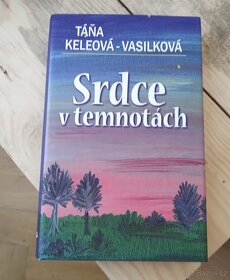 TÁŇA
KELEOVÁ-VASILKOVÁ
Srdce
v temnotách